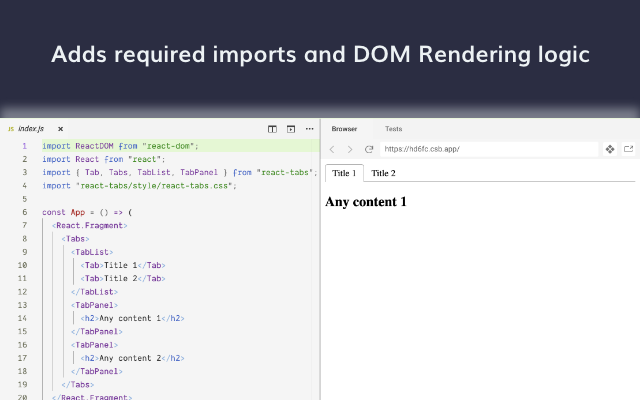 Adds required imports and DOM Rendering logic
JS index.js ×
1 import ReactDOM from "react-dom";
2 import React from "react";
3 import { Tab, Tabs, TabList, TabPanel } from "react-tabs";
4 import "react-tabs/style/react-tabs.css";
5
6 const App = () => (
7 <React.Fragment>
8 <Tabs>
9 <TabList>
10 <Tab>Title 1</Tab>
11 <Tab>Title 2</Tab>
12 </TabList>
13 <TabPanel>
14 <h2>Any content 1</h2>
15 </TabPanel>
16 <TabPanel>
17 <h2>Any content 2</h2>
18 </TabPanel>
19 </Tabs>
20 </React.Fragment>
Browser Tests
https://hd6fc.csb.app/
Title 1 Title 2
Any content 1